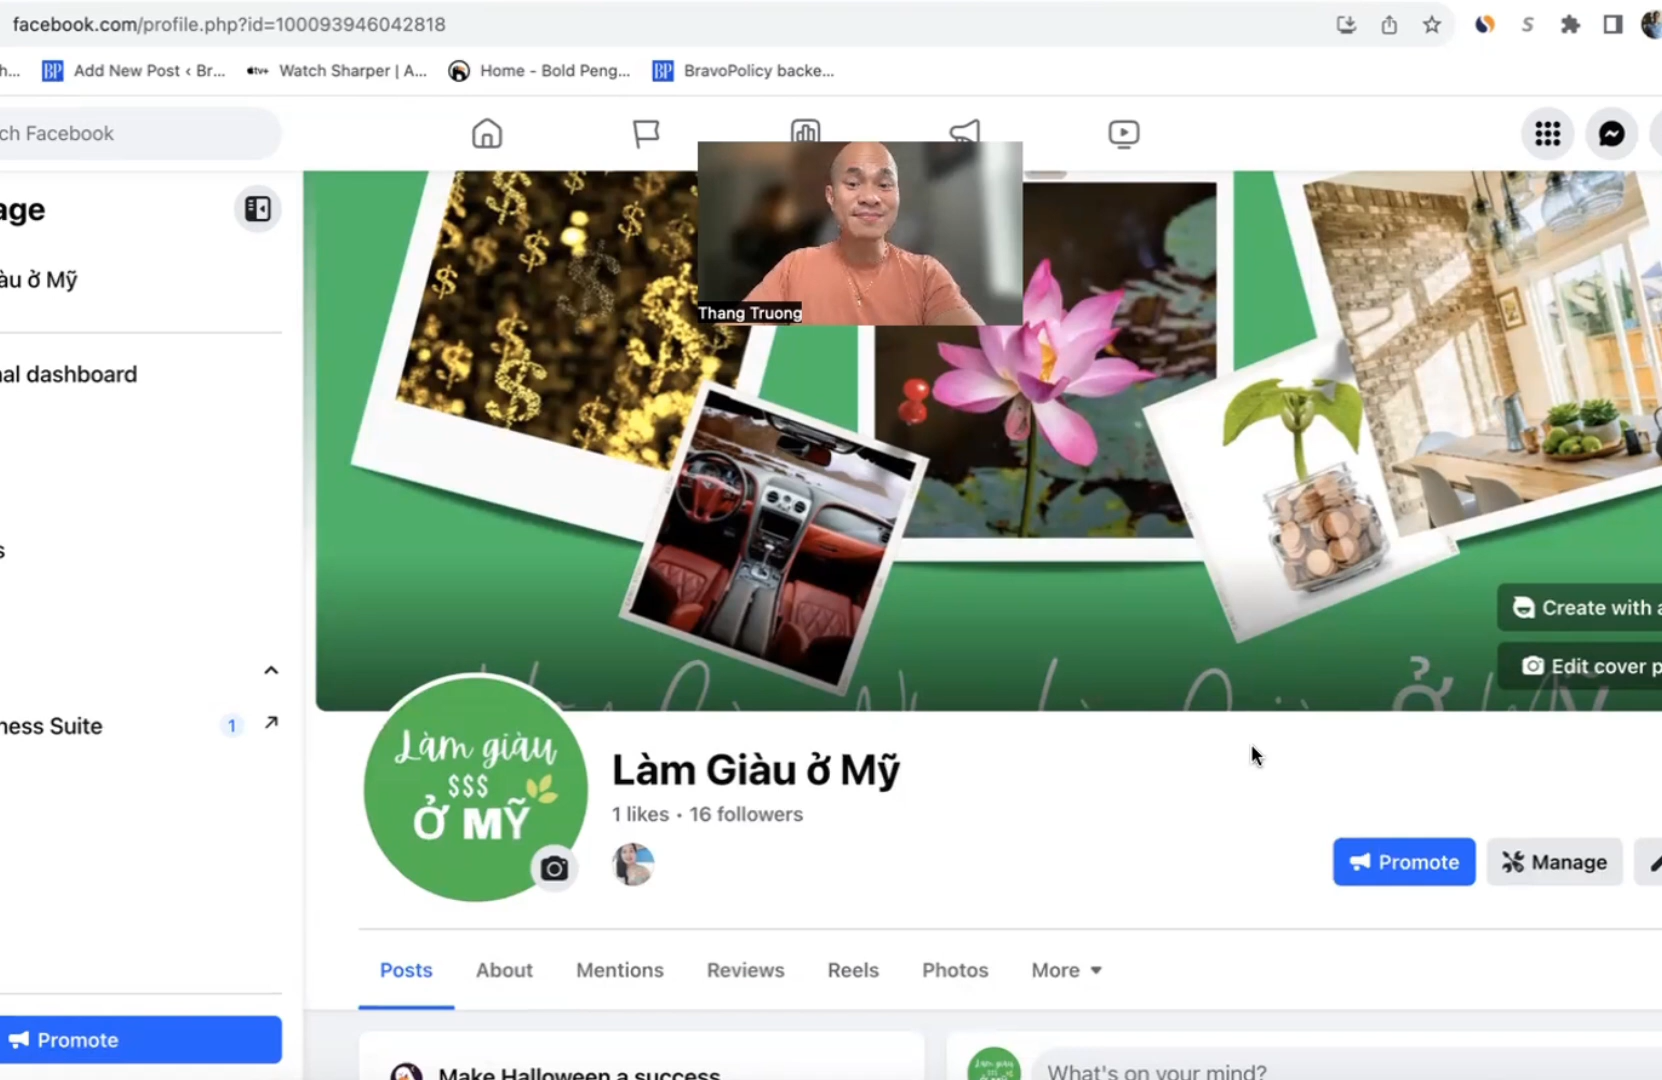 facebook.com/profile.php?id=100093946042818
h... Add New Post ‹ Br... tv+ Watch Sharper | A... Home - Bold Peng... BP BravoPolicy backe...
ch Facebook
age
àu ở Mỹ
nal dashboard
s
ness Suite 1
Promote
Thang Truong
Create with a
Edit cover p
Làm giàu
$$$
Ở MỸ
Làm Giàu ở Mỹ
1 likes · 16 followers
Promote Manage
Posts About Mentions Reviews Reels Photos More
Make Halloween a success
What's on your mind?